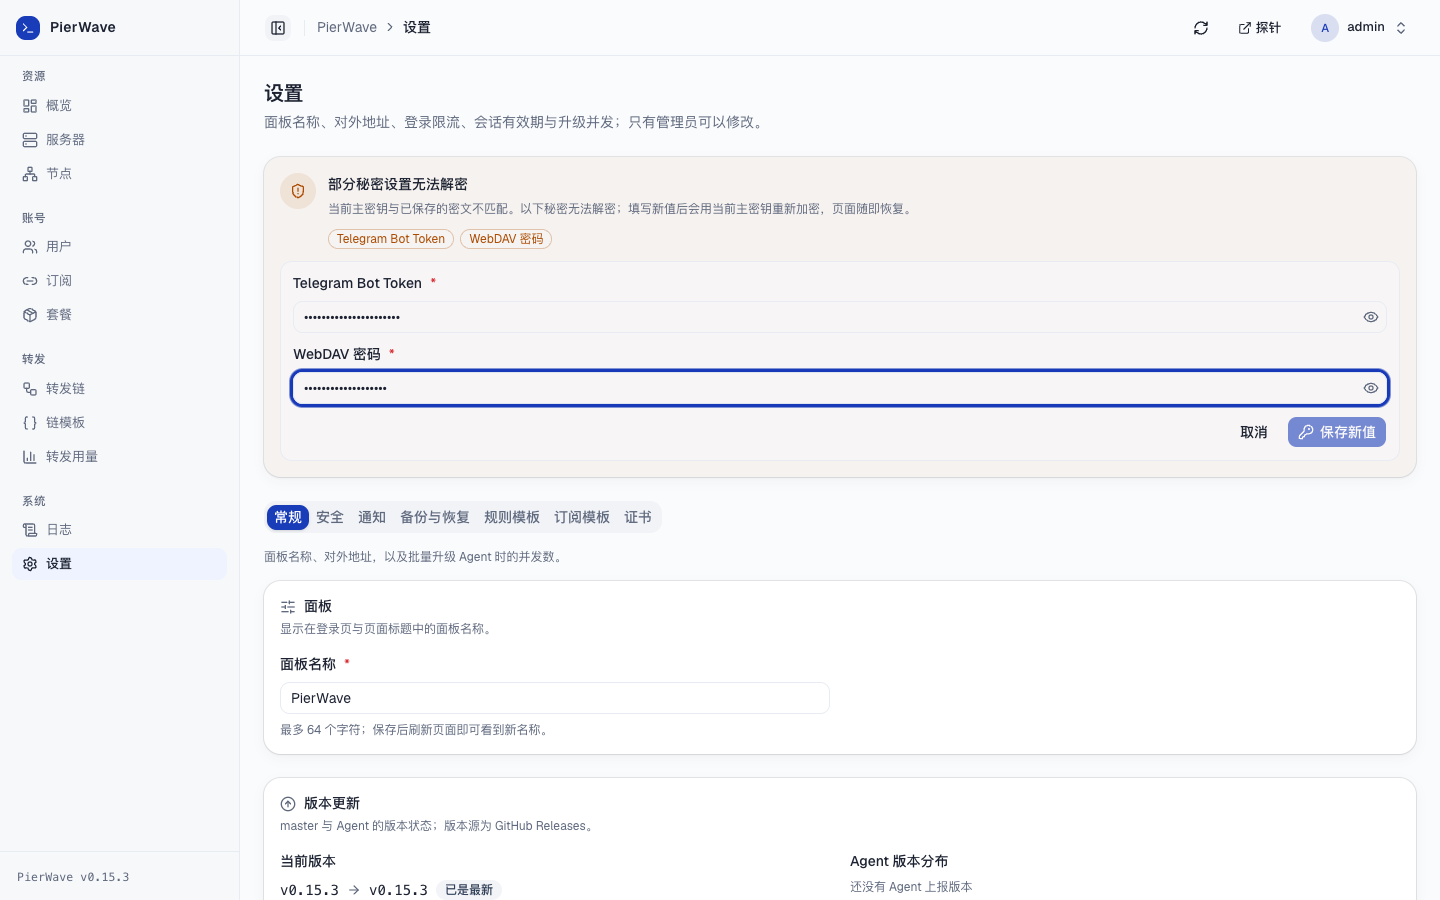 PierWave
PierWave > 设置
探针
A
admin
资源
概览
服务器
节点
账号
用户
订阅
套餐
转发
转发链
链模板
转发用量
系统
日志
设置
PierWave v0.15.3
设置
面板名称、对外地址、登录限流、会话有效期与升级并发；只有管理员可以修改。
部分秘密设置无法解密
当前主密钥与已保存的密文不匹配。以下秘密无法解密；填写新值后会用当前主密钥重新加密，页面随即恢复。
Telegram Bot Token WebDAV 密码
Telegram Bot Token *
••••••••••••••••••••••
WebDAV 密码 *
•••••••••••••••••••
取消 保存新值
常规 安全 通知 备份与恢复 规则模板 订阅模板 证书
面板名称、对外地址，以及批量升级 Agent 时的并发数。
面板
显示在登录页与页面标题中的面板名称。
面板名称 *
PierWave
最多 64 个字符；保存后刷新页面即可看到新名称。
版本更新
master 与 Agent 的版本状态；版本源为 GitHub Releases。
当前版本
v0.15.3 → v0.15.3 已是最新
Agent 版本分布
还没有 Agent 上报版本